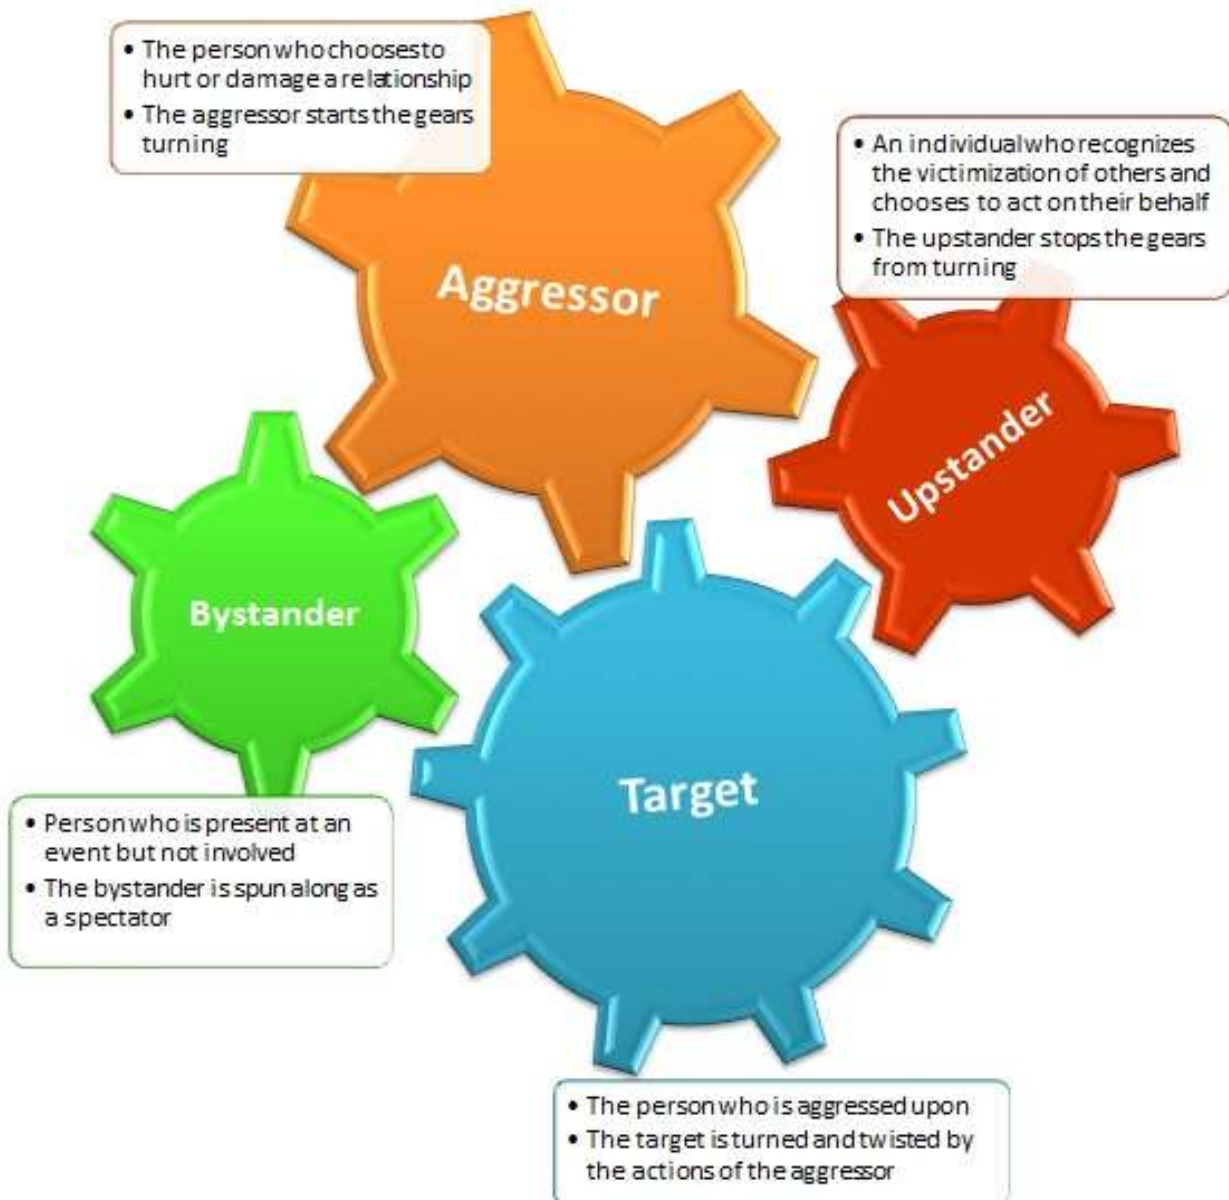 • The person who chooses to
hurt or damage a relationship
• The aggressor starts the gears
turning
Aggressor
• An individual who recognizes
the victimization of others and
chooses to act on their behalf
• The upstander stops the gears
from turning
Upstander
Bystander
• Person who is present at an
event but not involved
• The bystander is spun along as
a spectator
Target
• The person who is aggressed upon
• The target is turned and twisted by
the actions of the aggressor